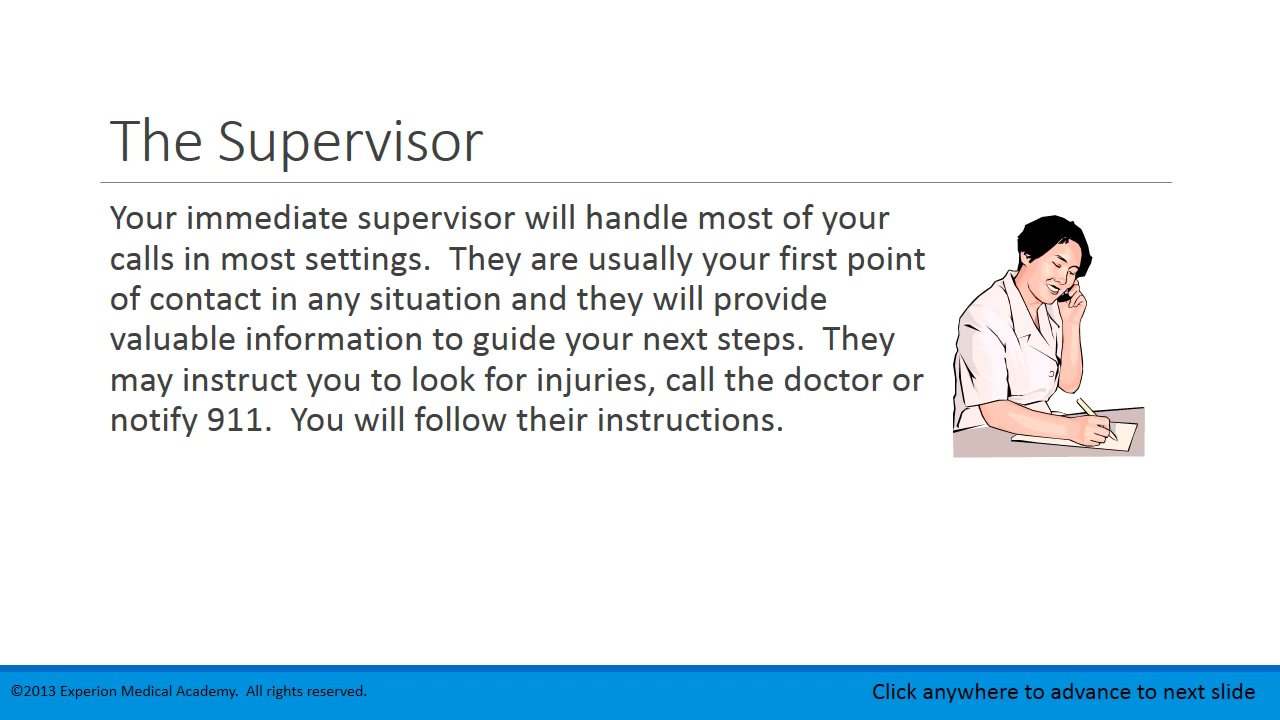 The Supervisor
Your immediate supervisor will handle most of your
calls in most settings.  They are usually your first point
of contact in any situation and they will provide
valuable information to guide your next steps.  They
may instruct you to look for injuries, call the doctor or
notify 911.  You will follow their instructions.
©2013 Experion Medical Academy.  All rights reserved.
Click anywhere to advance to next slide